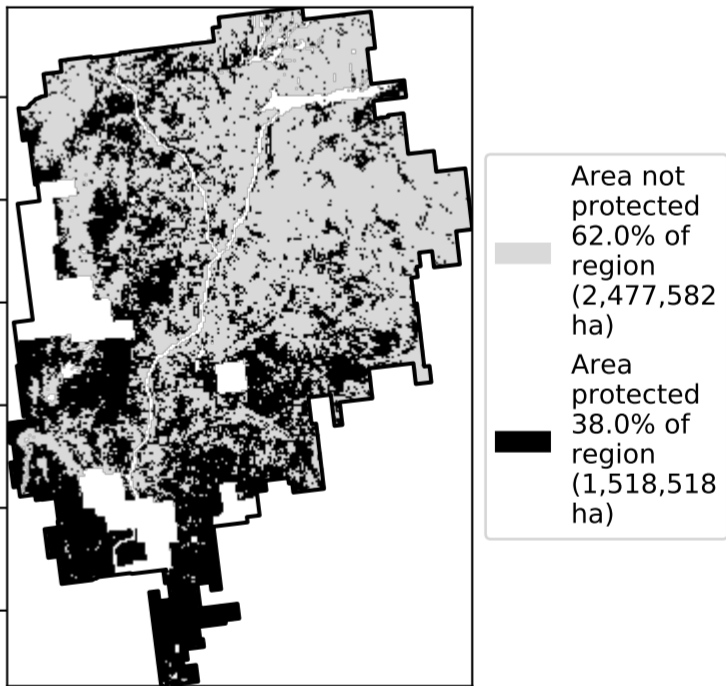 Area not
protected
62.0% of
region
(2,477,582
ha)
Area
protected
38.0% of
region
(1,518,518
ha)